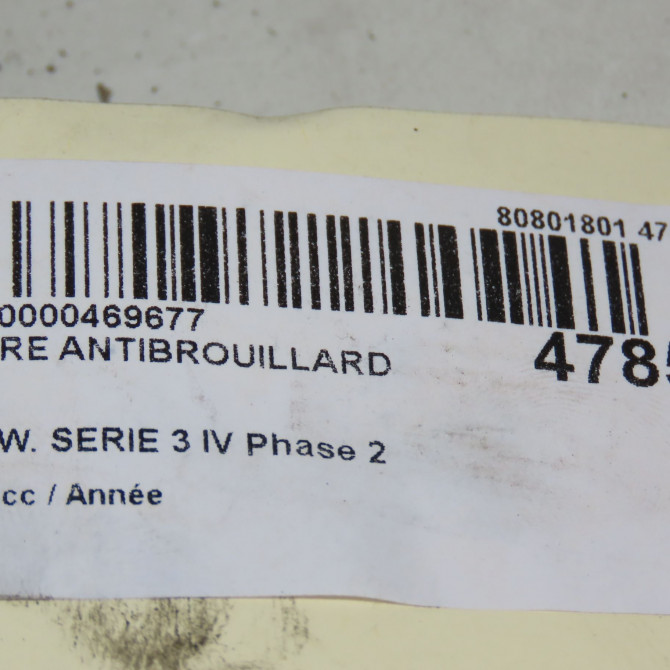 80801801 47
0000469677
RE ANTIBROUILLARD
478
W. SERIE 3 IV Phase 2
cc / Année